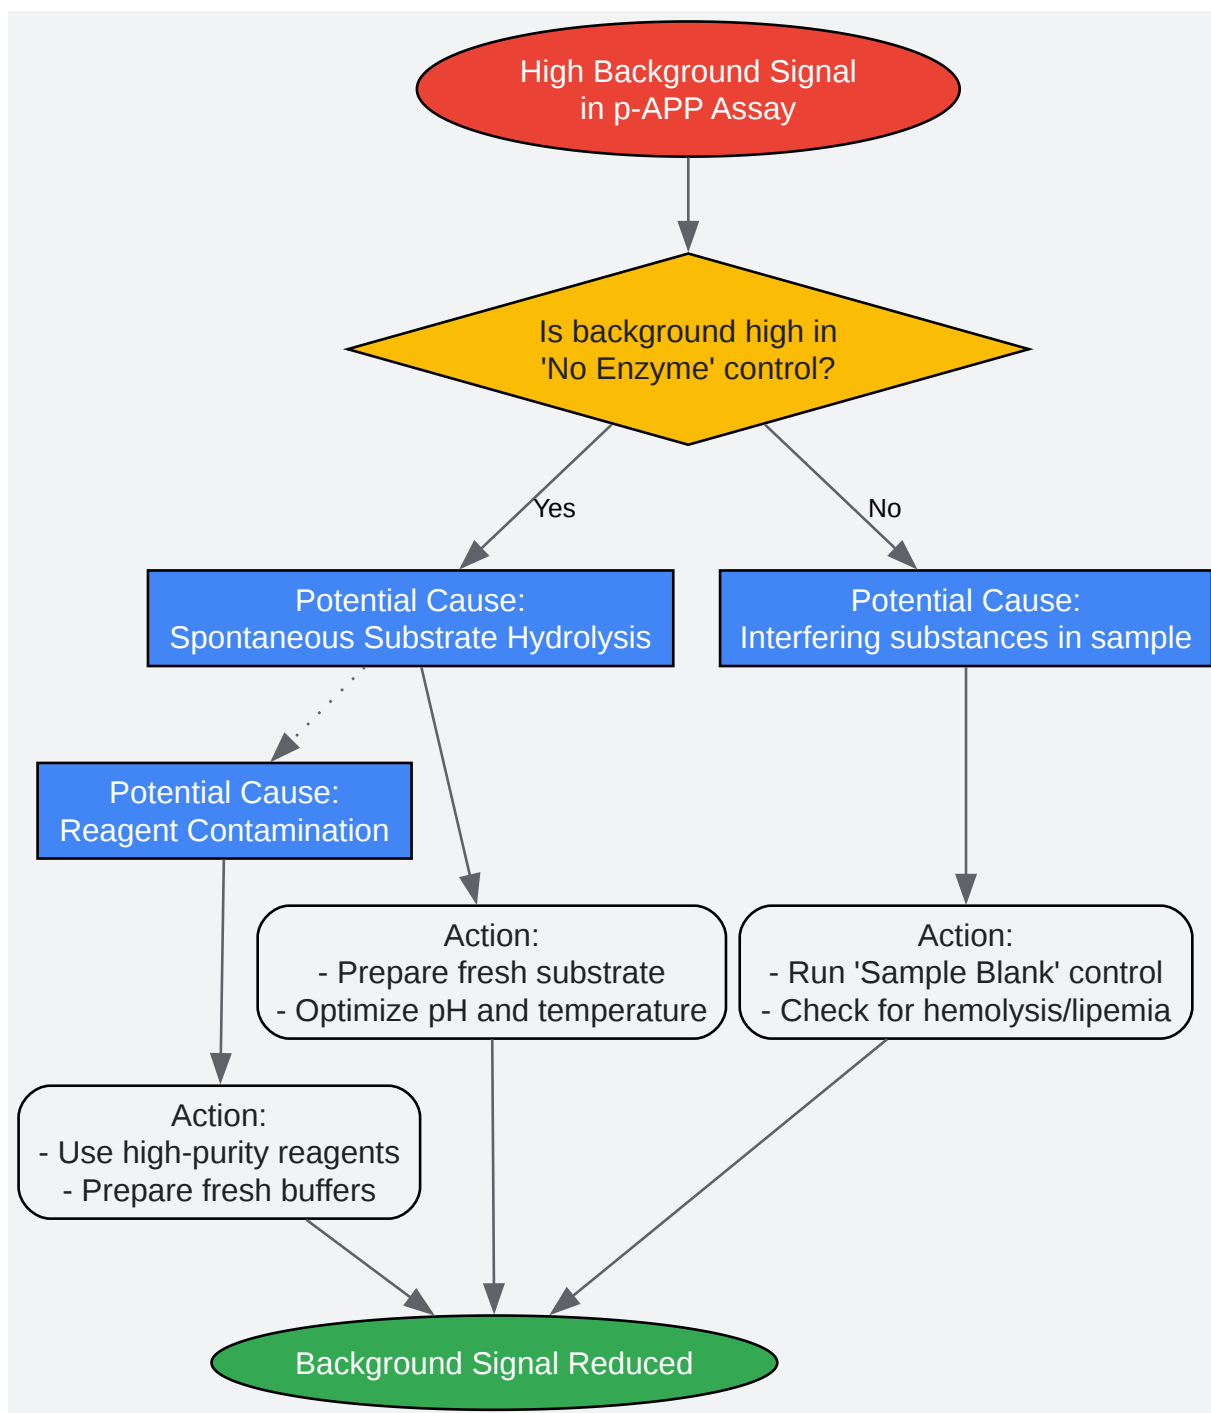 High Background Signal
in p-APP Assay
Is background high in
'No Enzyme' control?
Yes
No
Potential Cause:
Spontaneous Substrate Hydrolysis
Potential Cause:
Interfering substances in sample
Potential Cause:
Reagent Contamination
Action:
- Prepare fresh substrate
- Optimize pH and temperature
Action:
- Run 'Sample Blank' control
- Check for hemolysis/lipemia
Action:
- Use high-purity reagents
- Prepare fresh buffers
Background Signal Reduced